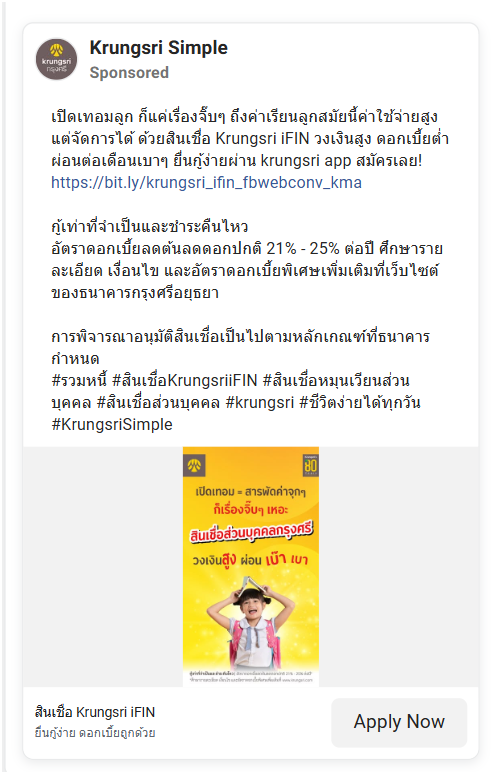 Krungsri Simple
Sponsored
krungsri
กรุงศรี
เปิดเทอมลูก ก็แค่เรื่องจิ๊บๆ ถึงค่าเรียนลูกสมัยนี้ค่าใช้จ่ายสูง
แต่จัดการได้ ด้วยสินเชื่อ Krungsri iFIN วงเงินสูง ดอกเบี้ยต่ำ
ผ่อนต่อเดือนเบาๆ ยื่นกู้ง่ายผ่าน krungsri app สมัครเลย!
https://bit.ly/krungsri_ifin_fbwebconv_kma
กู้เท่าที่จำเป็นและชำระคืนไหว
อัตราดอกเบี้ยลดต้นลดดอกปกติ 21% - 25% ต่อปี ศึกษาราย
ละเอียด เงื่อนไข และอัตราดอกเบี้ยพิเศษเพิ่มเติมที่เว็บไซต์
ของธนาคารกรุงศรีอยุธยา
การพิจารณาอนุมัติสินเชื่อเป็นไปตามหลักเกณฑ์ที่ธนาคาร
กำหนด
#รวมหนี้ #สินเชื่อKrungsriiFIN #สินเชื่อหมุนเวียนส่วน
บุคคล #สินเชื่อส่วนบุคคล #krungsri #ชีวิตง่ายได้ทุกวัน
#KrungsriSimple
80
เปิดเทอม = สารพัดค่าจุกๆ
ก็เรื่องจิ๊บๆ เหอะ
สินเชื่อส่วนบุคคลกรุงศรี
วงเงินสูง ผ่อน เบ๊า เบา
สินเชื่อ Krungsri iFIN
ยื่นกู้ง่าย ดอกเบี้ยถูกด้วย
Apply Now